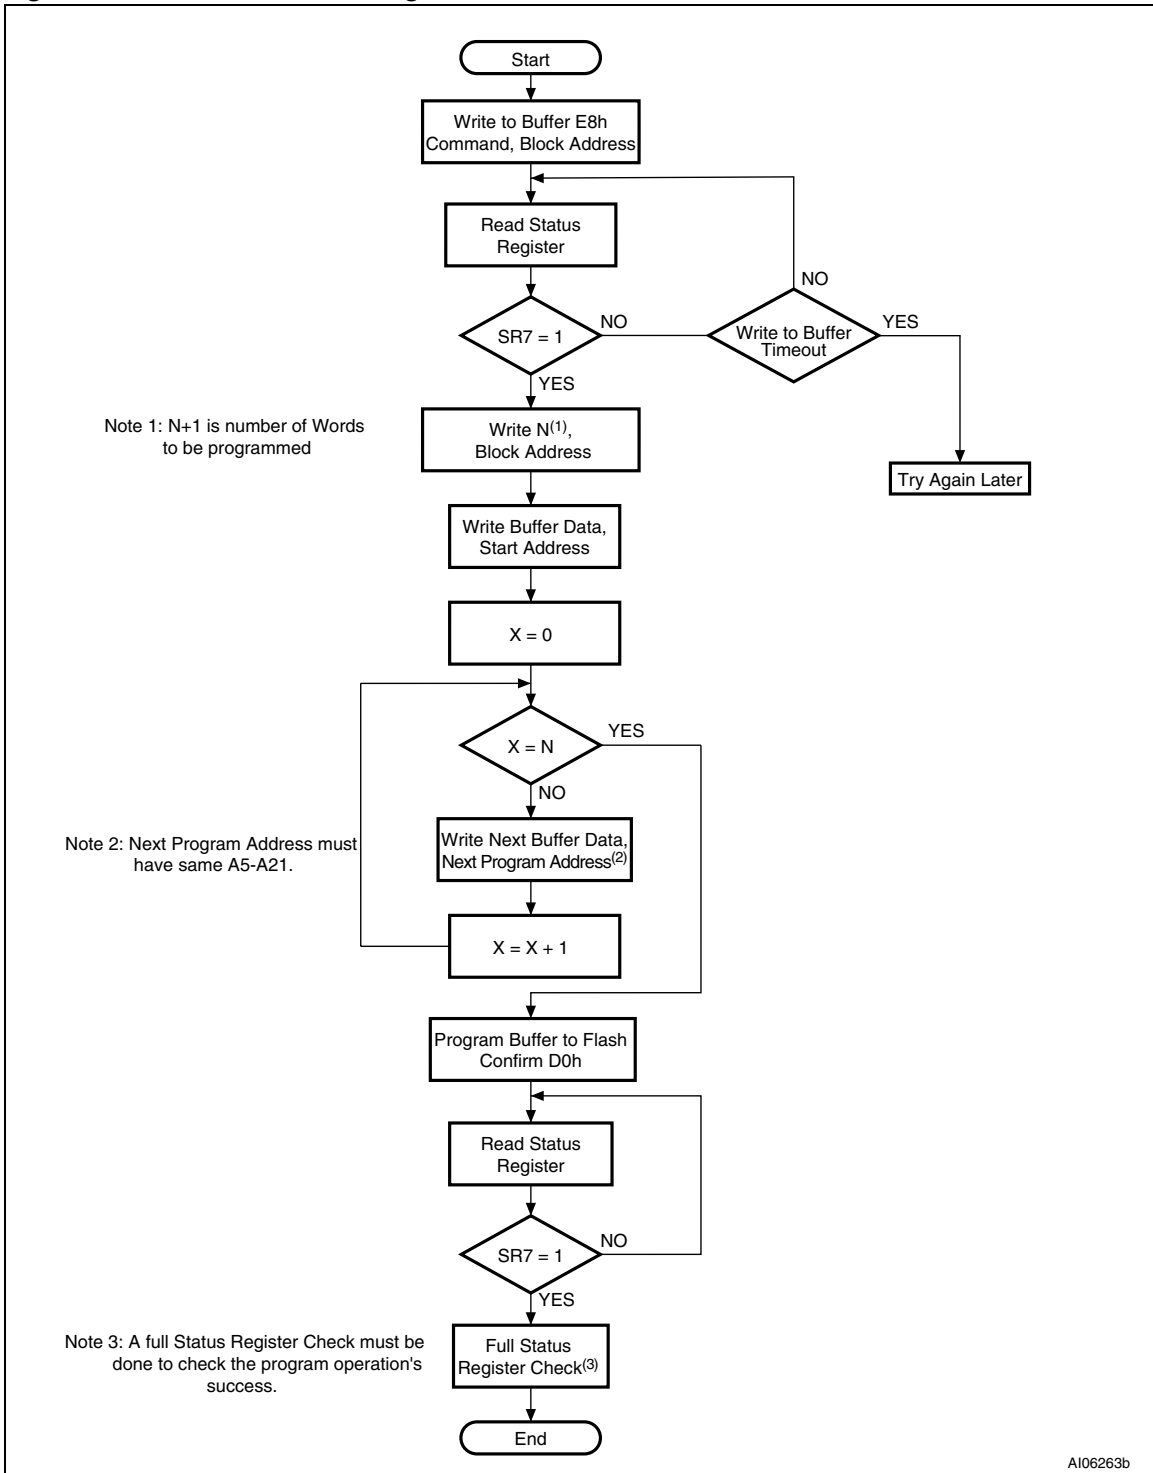 Start
Write to Buffer E8h
Command, Block Address
Read Status
Register
NO
SR7 = 1
NO
Write to Buffer
Timeout
YES
YES
Note 1: N+1 is number of Words
to be programmed
Write N(1),
Block Address
Try Again Later
Write Buffer Data,
Start Address
X = 0
X = N
YES
NO
Note 2: Next Program Address must
have same A5-A21.
Write Next Buffer Data,
Next Program Address(2)
X = X + 1
Program Buffer to Flash
Confirm D0h
Read Status
Register
SR7 = 1
NO
YES
Note 3: A full Status Register Check must be
done to check the program operation's
success.
Full Status
Register Check(3)
End
AI06263b